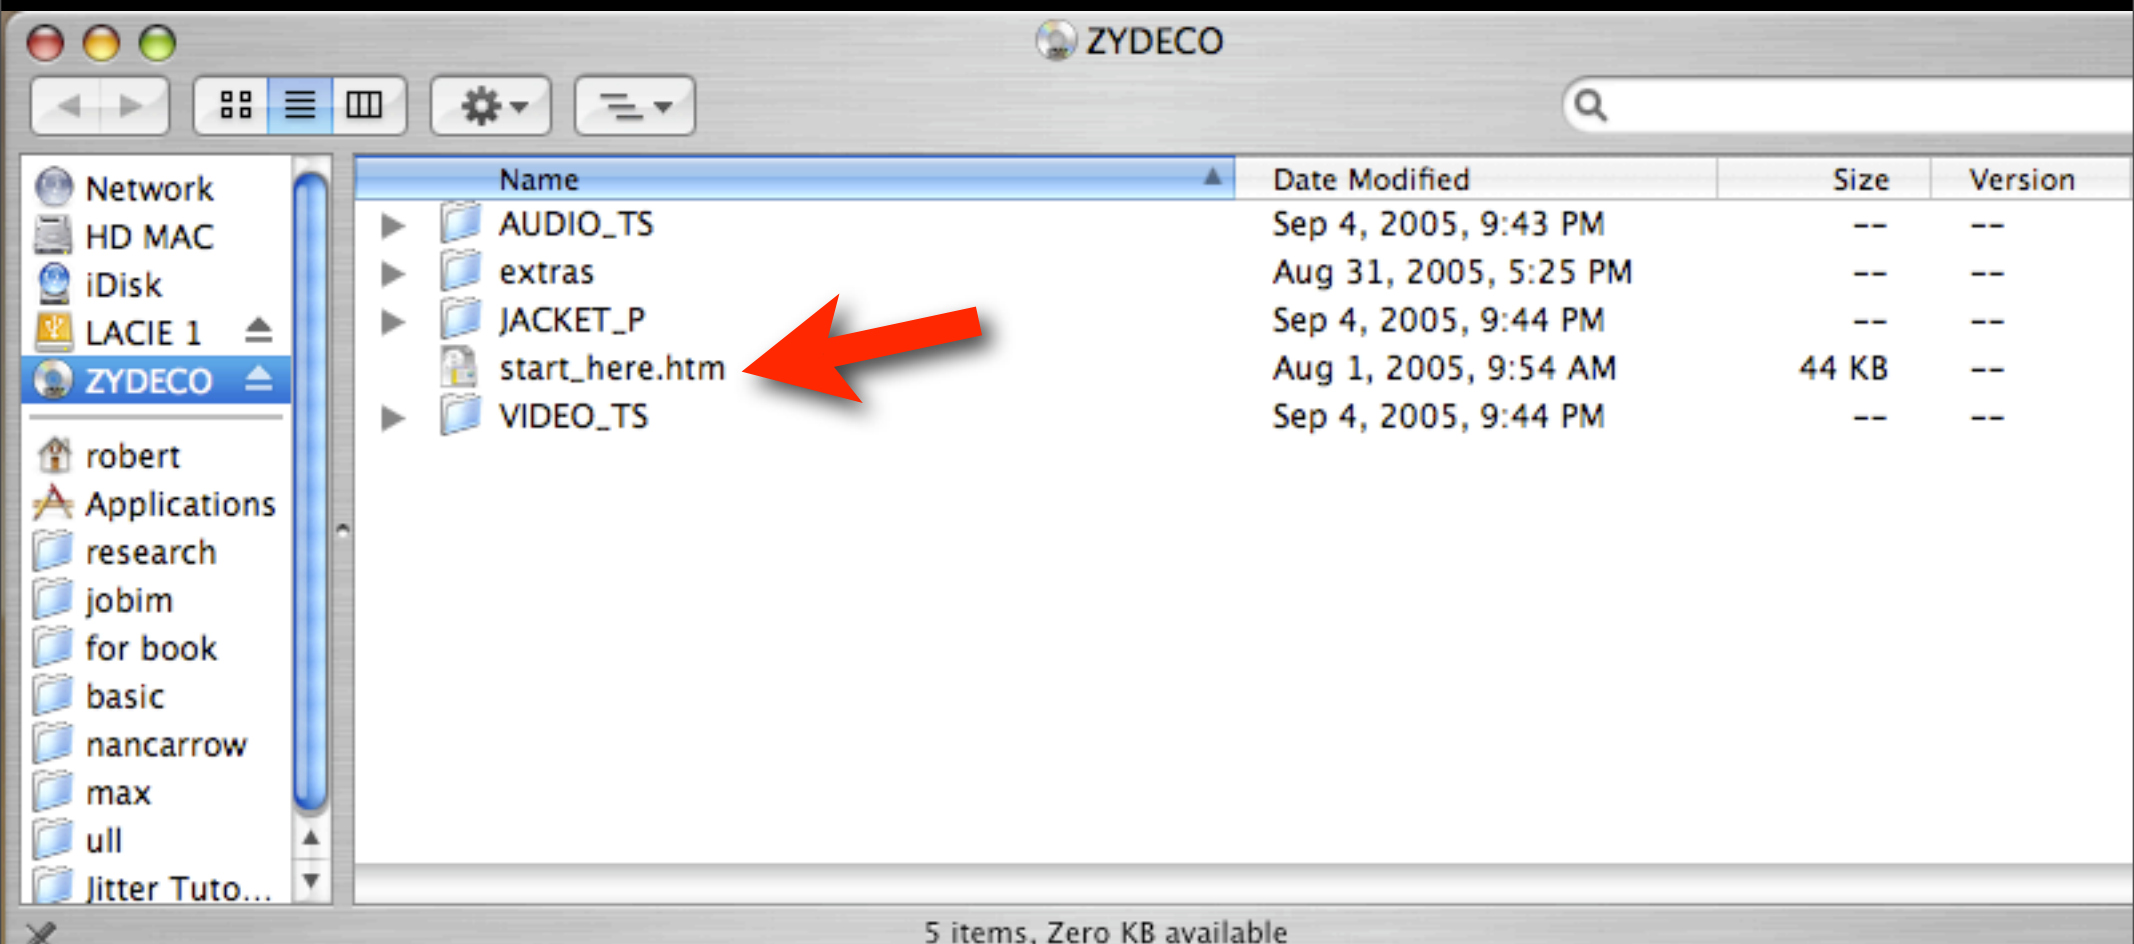 ZYDECO
Network
HD MAC
iDisk
LACIE 1
ZYDECO
robert
Applications
research
jobim
for book
basic
nancarrow
max
ull
Jitter Tuto...
Name Date Modified Size Version
AUDIO_TS Sep 4, 2005, 9:43 PM -- --
extras Aug 31, 2005, 5:25 PM -- --
JACKET_P Sep 4, 2005, 9:44 PM -- --
start_here.htm Aug 1, 2005, 9:54 AM 44 KB --
VIDEO_TS Sep 4, 2005, 9:44 PM -- --
5 items, Zero KB available